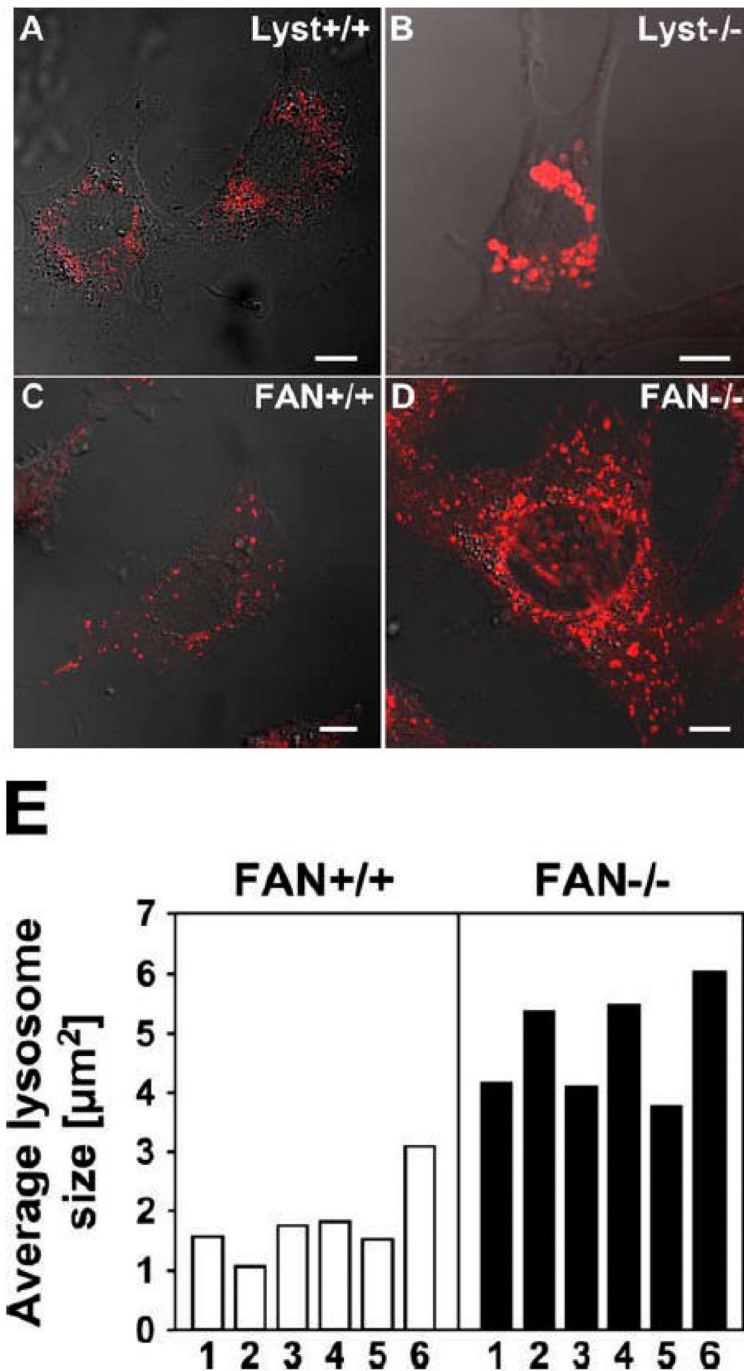 A Lyst+/+
B Lyst-/-
C FAN+/+
D FAN-/-
E
FAN+/+ FAN-/-
Average lysosome
size [µm²]
7
6
5
4
3
2
1
0
1 2 3 4 5 6 1 2 3 4 5 6